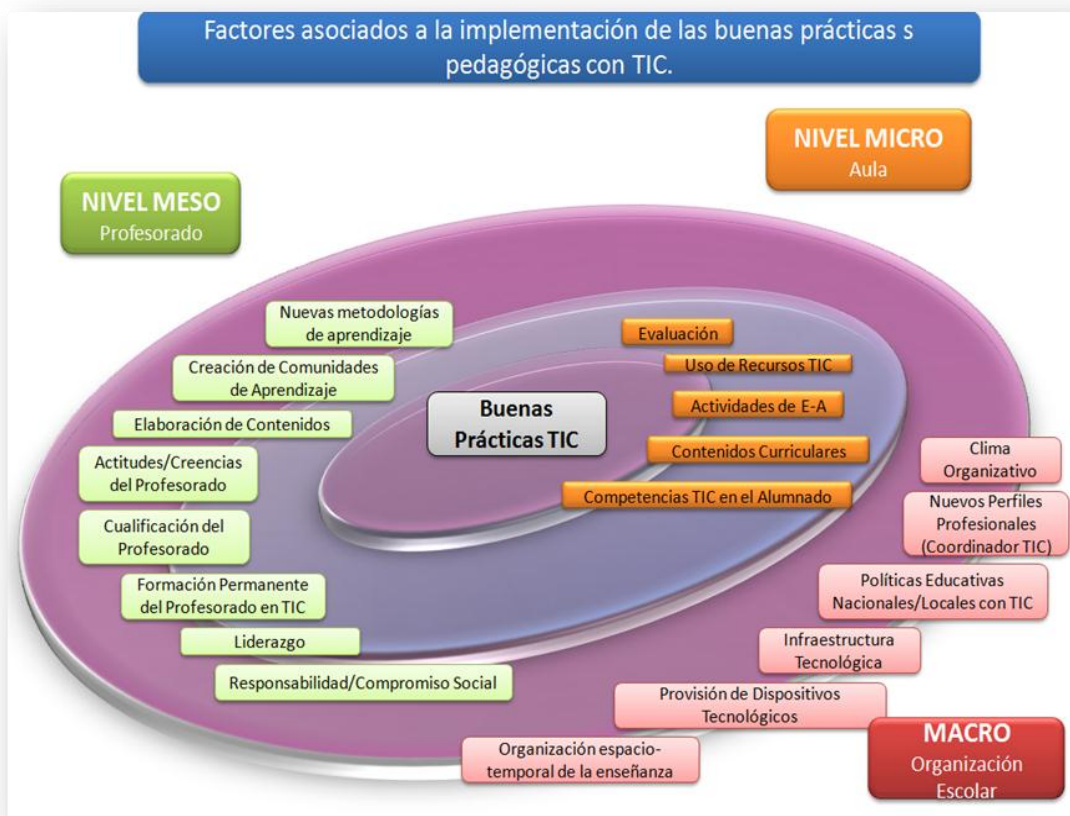 Factores asociados a la implementación de las buenas prácticas s
pedagógicas con TIC.
NIVEL MICRO
Aula
NIVEL MESO
Profesorado
Nuevas metodologías
de aprendizaje
Creación de Comunidades
de Aprendizaje
Elaboración de Contenidos
Actitudes/Creencias
del Profesorado
Cualificación del
Profesorado
Formación Permanente
del Profesorado en TIC
Liderazgo
Responsabilidad/Compromiso Social
Buenas
Prácticas TIC
Evaluación
Uso de Recursos TIC
Actividades de E-A
Contenidos Curriculares
Competencias TIC en el Alumnado
Clima
Organizativo
Nuevos Perfiles
Profesionales
(Coordinador TIC)
Políticas Educativas
Nacionales/Locales con TIC
Infraestructura
Tecnológica
Provisión de Dispositivos
Tecnológicos
Organización espacio-
temporal de la enseñanza
MACRO
Organización
Escolar